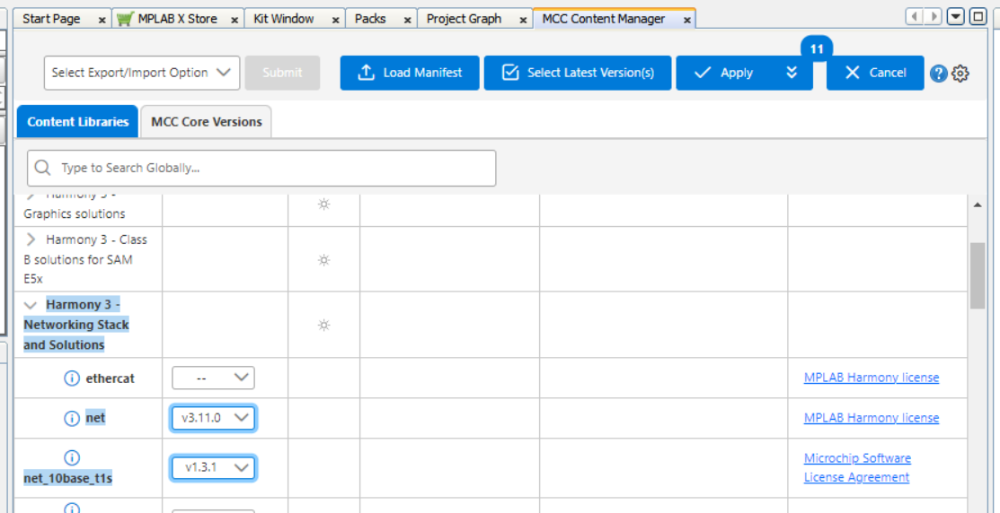 Start Page x MPLAB X Store x Kit Window x Packs x Project Graph x MCC Content Manager x
11
Select Export/Import Option Submit Load Manifest Select Latest Version(s) Apply Cancel ?
Content Libraries MCC Core Versions
Type to Search Globally...
Harmony 3 -
Graphics solutions
Harmony 3 - Class
B solutions for SAM
E5x
Harmony 3 -
Networking Stack
and Solutions
ethercat -- MPLAB Harmony license
net v3.11.0 MPLAB Harmony license
net_10base_t1s v1.3.1 Microchip Software
License Agreement